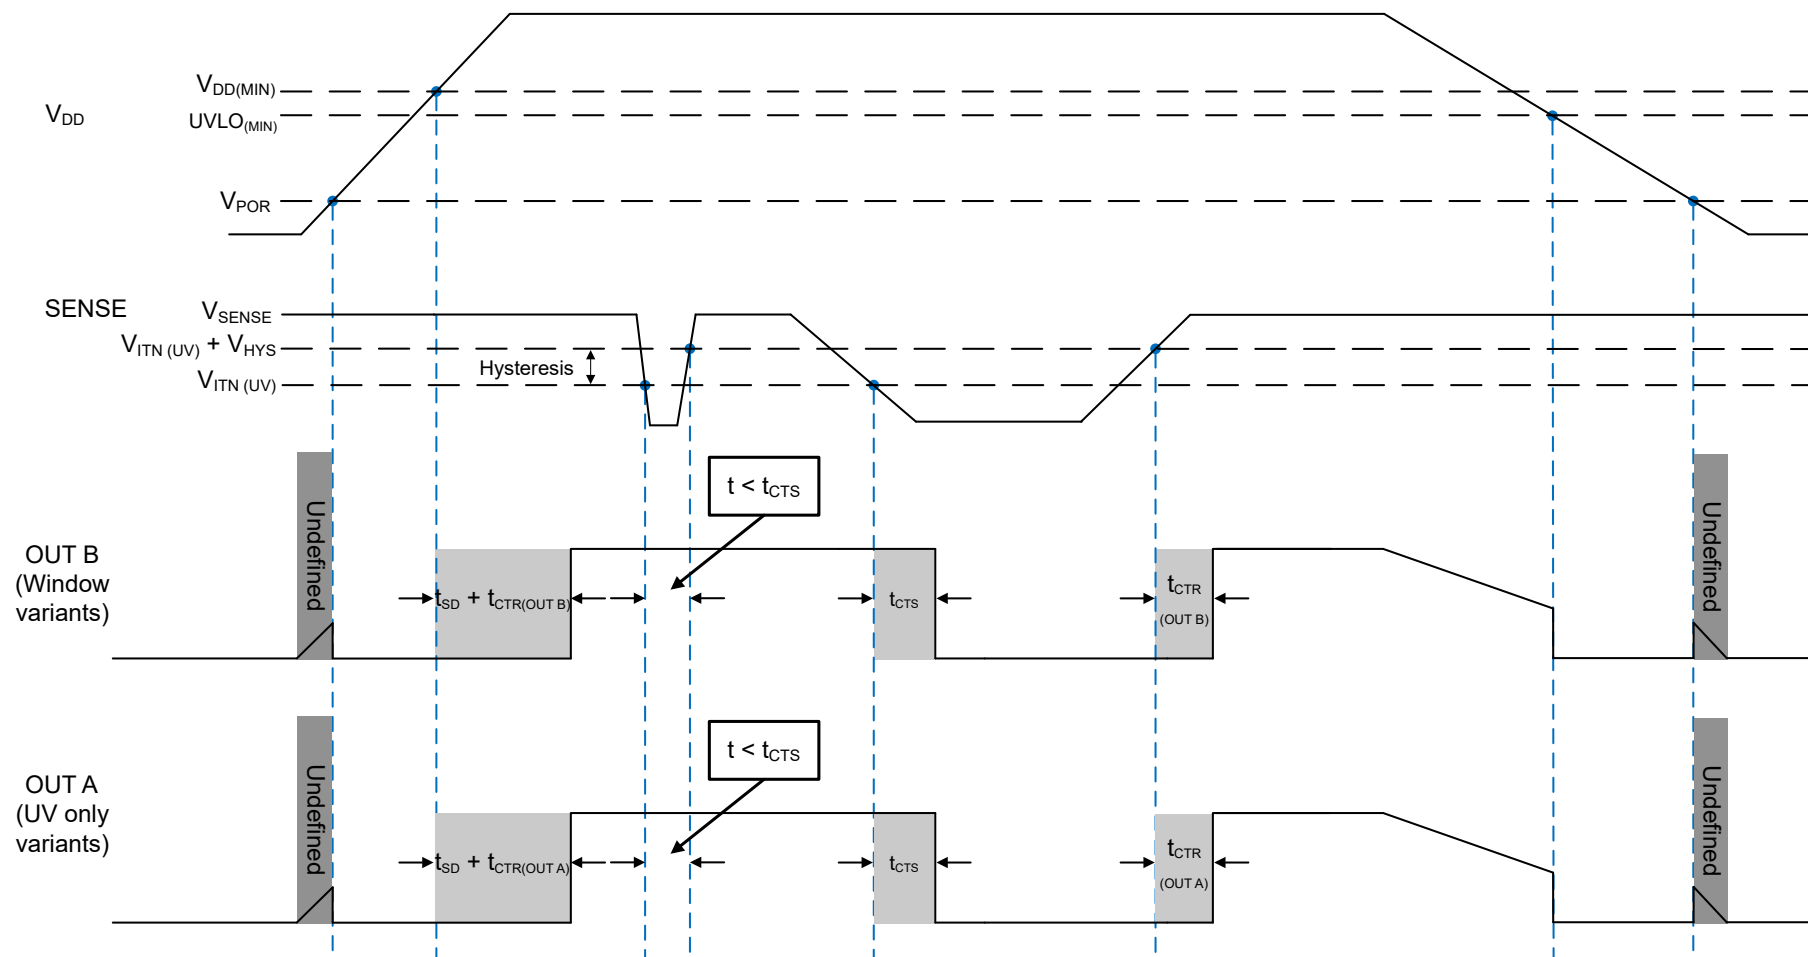 VDD
VDD(MIN)
UVLO(MIN)
VPOR
SENSE
VSENSE
VITN (UV) + VHYS
VITN (UV)
Hysteresis
OUT B
(Window
variants)
Undefined
tSD + tCTR(OUT B)
t < tCTS
tCTS
tCTR
(OUT B)
Undefined
OUT A
(UV only
variants)
Undefined
tSD + tCTR(OUT A)
t < tCTS
tCTS
tCTR
(OUT A)
Undefined